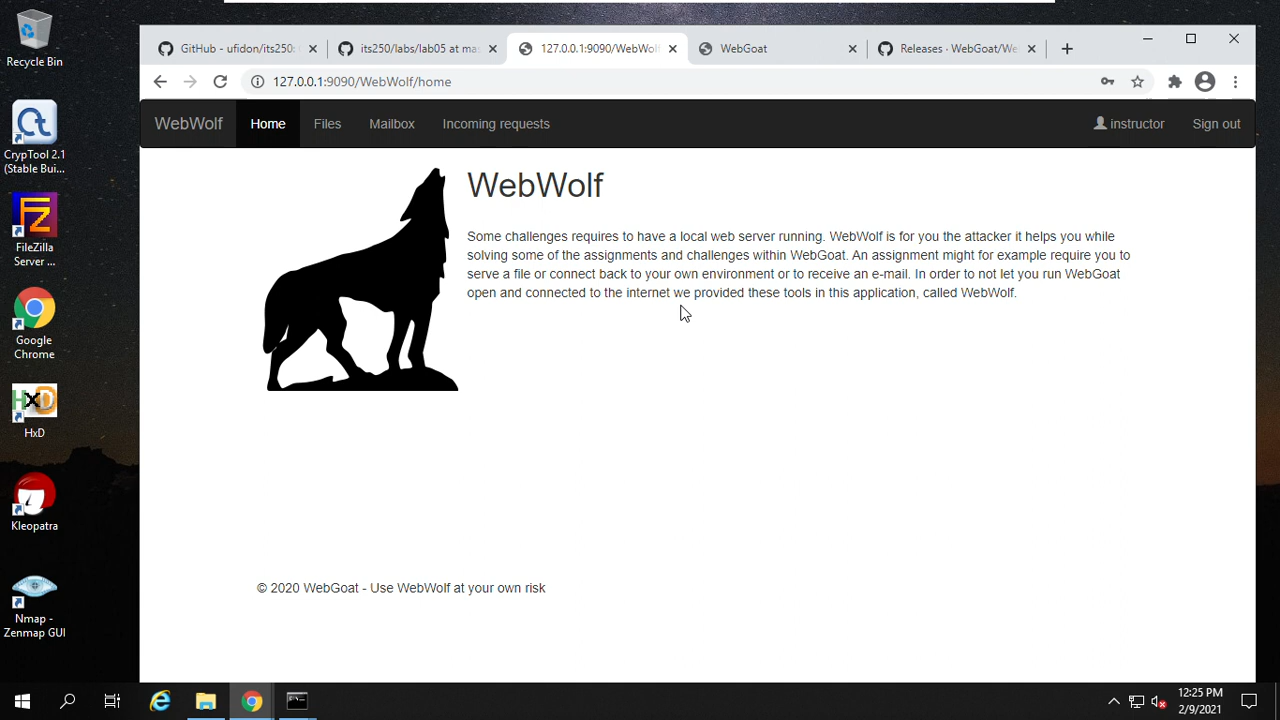 Recycle Bin
CrypTool 2.1
(Stable Bui...
FileZilla
Server ...
Google
Chrome
HxD
Kleopatra
Nmap -
Zenmap GUI
GitHub - ufidon/its250:
its250/labs/lab05 at ma
127.0.0.1:9090/WebWolf
WebGoat
Releases · WebGoat/We
127.0.0.1:9090/WebWolf/home
WebWolf Home Files Mailbox Incoming requests instructor Sign out
WebWolf
Some challenges requires to have a local web server running. WebWolf is for you the attacker it helps you while
solving some of the assignments and challenges within WebGoat. An assignment might for example require you to
serve a file or connect back to your own environment or to receive an e-mail. In order to not let you run WebGoat
open and connected to the internet we provided these tools in this application, called WebWolf.
© 2020 WebGoat - Use WebWolf at your own risk
12:25 PM
2/9/2021